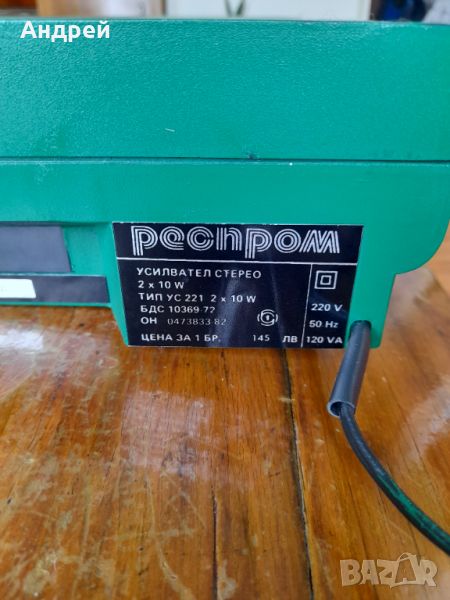 Андрей
респром
УСИЛВАТЕЛ СТЕРЕО
2 x 10 W
ТИП УС 221 2 x 10 W
БДС 10369-72
ОН 0473833-82
ЦЕНА ЗА 1 БР. 145 ЛВ
220 V
50 Hz
120 VA
BAZAR